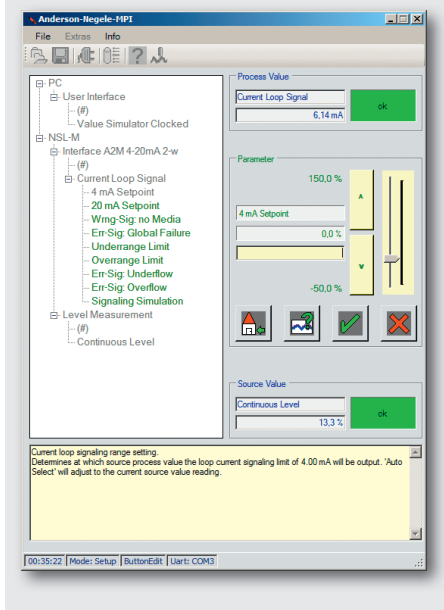 Anderson-Negele-MPI
File Extras Info
PC
User Interface
(#)
Value Simulator Clocked
NSL-M
Interface A2M 4-20mA 2-w
(#)
Current Loop Signal
4 mA Setpoint
20 mA Setpoint
Wrng-Sig: no Media
Err-Sig: Global Failure
Underrange Limit
Overrange Limit
Err-Sig: Underflow
Err-Sig: Overflow
Signaling Simulation
Level Measurement
(#)
Continuous Level
Process Value
Current Loop Signal
6,14 mA
ok
Parameter
150,0 %
4 mA Setpoint
0,0 %
-50,0 %
Source Value
Continuous Level
13,3 %
ok
Current loop signaling range setting.
Determines at which source process value the loop current signaling limit of 4.00 mA will be output. 'Auto
Select' will adjust to the current source value reading.
00:35:22 Mode: Setup ButtonEdit Uart: COM3